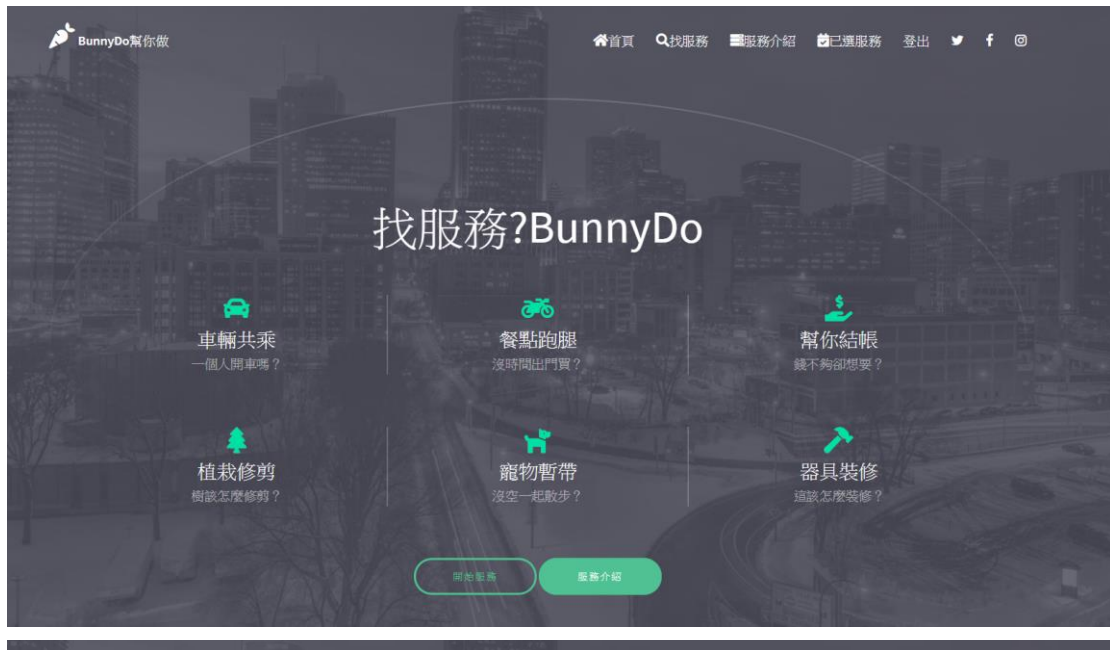 BunnyDo幫你做
首頁 找服務 服務介紹 已選服務 登出
找服務?BunnyDo
車輛共乘 餐點跑腿 幫你結帳
一個人開車嗎？ 沒時間出門買？ 錢不夠卻想要？
植栽修剪 寵物暫帶 器具裝修
樹該怎麼修剪？ 沒空一起散步？ 這該怎麼裝修？
開始服務 服務介紹